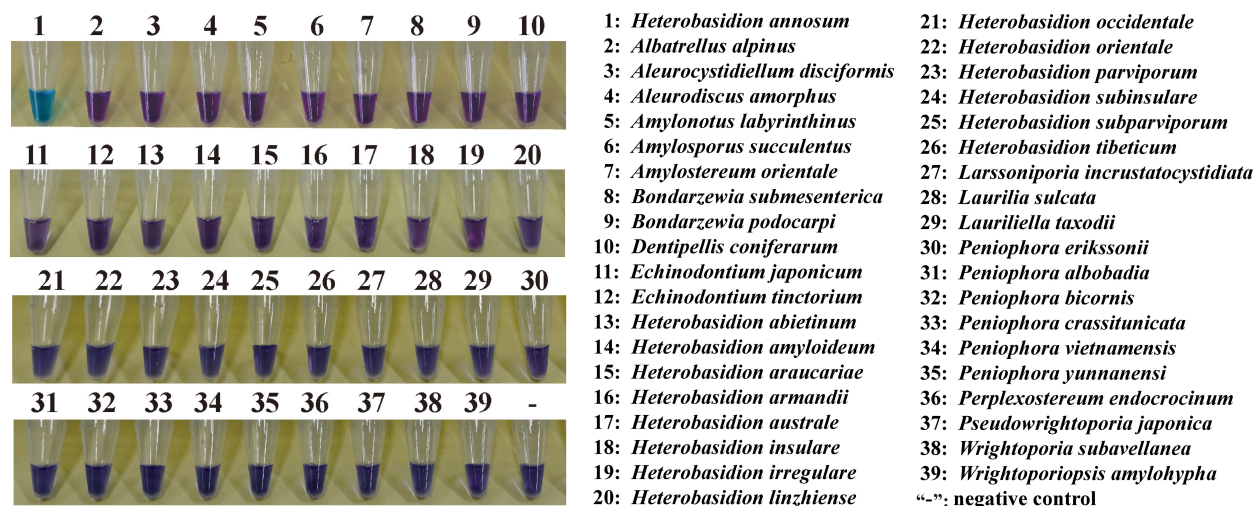 1 2 3 4 5 6 7 8 9 10
11 12 13 14 15 16 17 18 19 20
21 22 23 24 25 26 27 28 29 30
31 32 33 34 35 36 37 38 39 -
1: Heterobasidion annosum
2: Albatrellus alpinus
3: Aleurocystidiellum disciformis
4: Aleurodiscus amorphus
5: Amylonotus labyrinthinus
6: Amylosporus succulentus
7: Amylostereum orientale
8: Bondarzewia submesenterica
9: Bondarzewia podocarpi
10: Dentipellis coniferarum
11: Echinodontium japonicum
12: Echinodontium tinctorium
13: Heterobasidion abietinum
14: Heterobasidion amyloideum
15: Heterobasidion araucariae
16: Heterobasidion armandii
17: Heterobasidion australe
18: Heterobasidion insulare
19: Heterobasidion irregulare
20: Heterobasidion linzhiense
21: Heterobasidion occidentale
22: Heterobasidion orientale
23: Heterobasidion parviporum
24: Heterobasidion subinsulare
25: Heterobasidion subparviporum
26: Heterobasidion tibeticum
27: Larssoniporia incrustatocystidiata
28: Laurilia sulcata
29: Lauriliella taxodii
30: Peniophora erikssonii
31: Peniophora albobadia
32: Peniophora bicornis
33: Peniophora crassitunicata
34: Peniophora vietnamensis
35: Peniophora yunnanensi
36: Perplexostereum endocrocinum
37: Pseudowrightoporia japonica
38: Wrightoporia subavellanea
39: Wrightoporiopsis amylohypha
“-”: negative control